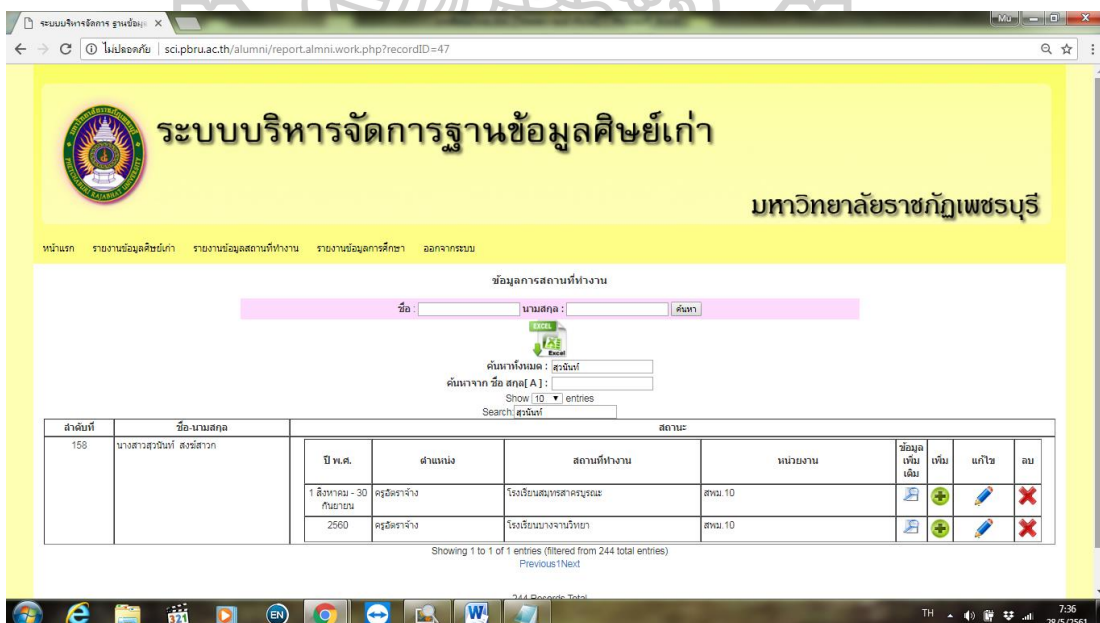 ระบบบริหารจัดการ ฐานข้อมูล
Mu
ไม่ปลอดภัย | sci.pbru.ac.th/alumni/report.almni.work.php?recordID=47
ระบบบริหารจัดการฐานข้อมูลศิษย์เก่า
มหาวิทยาลัยราชภัฏเพชรบุรี
PHETCHABURI RAJABHAT UNIVERSITY
หน้าแรก รายงานข้อมูลศิษย์เก่า รายงานข้อมูลสถานที่ทำงาน รายงานข้อมูลการศึกษา ออกจากระบบ
ข้อมูลการสถานที่ทำงาน
ชื่อ : นามสกุล : ค้นหา
EXCEL
Excel
ค้นหาทั้งหมด : สุวนันท์
ค้นหาจาก ชื่อ สกุล[ A ] :
Show 10 entries
Search: สุวนันท์
ลำดับที่ ชื่อ-นามสกุล สถานะ
158 นางสาวสุวนันท์ สงฆ์สาวก
ปี พ.ศ. ตำแหน่ง สถานที่ทำงาน หน่วยงาน ข้อมูลเพิ่มเติม เพิ่ม แก้ไข ลบ
1 สิงหาคม - 30 กันยายน ครูอัตราจ้าง โรงเรียนสมุทรสาครบูรณะ สพม.10
2560 ครูอัตราจ้าง โรงเรียนบางจานวิทยา สพม.10
Showing 1 to 1 of 1 entries (filtered from 244 total entries)
Previous1Next
244 Records Total
321 EN TH 7:36
28/5/2561